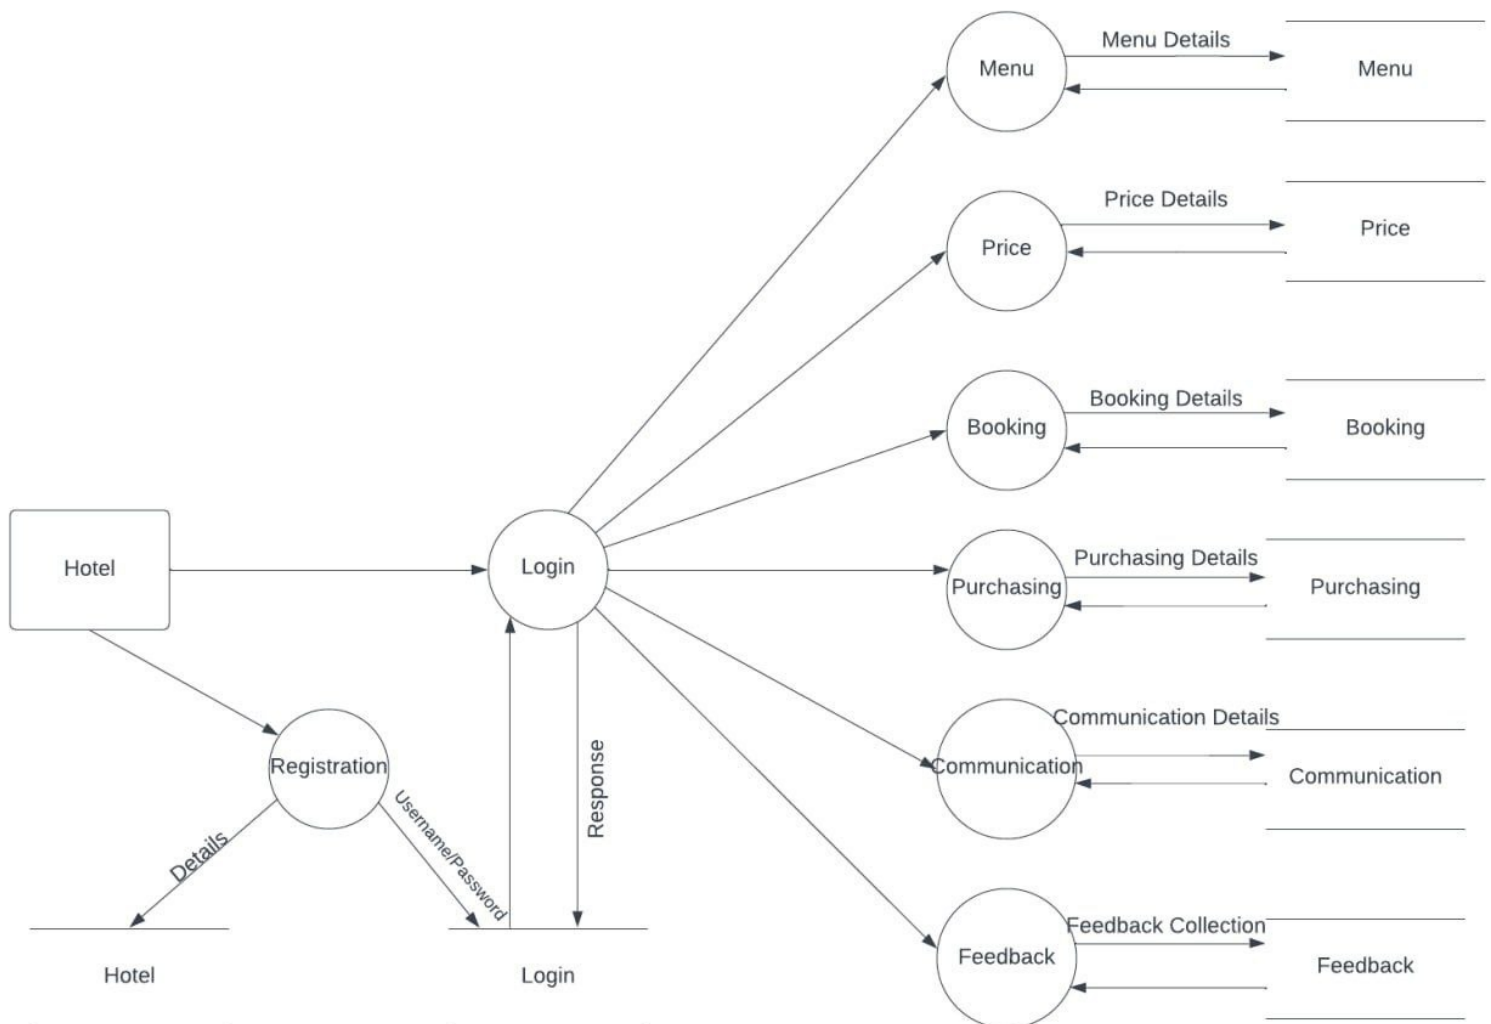 Menu
Menu Details
Menu
Price
Price Details
Price
Booking
Booking Details
Booking
Hotel
Login
Purchasing
Purchasing Details
Purchasing
Registration
Details
Username/Password
Response
Communication
Communication Details
Communication
Hotel
Login
Feedback
Feedback Collection
Feedback